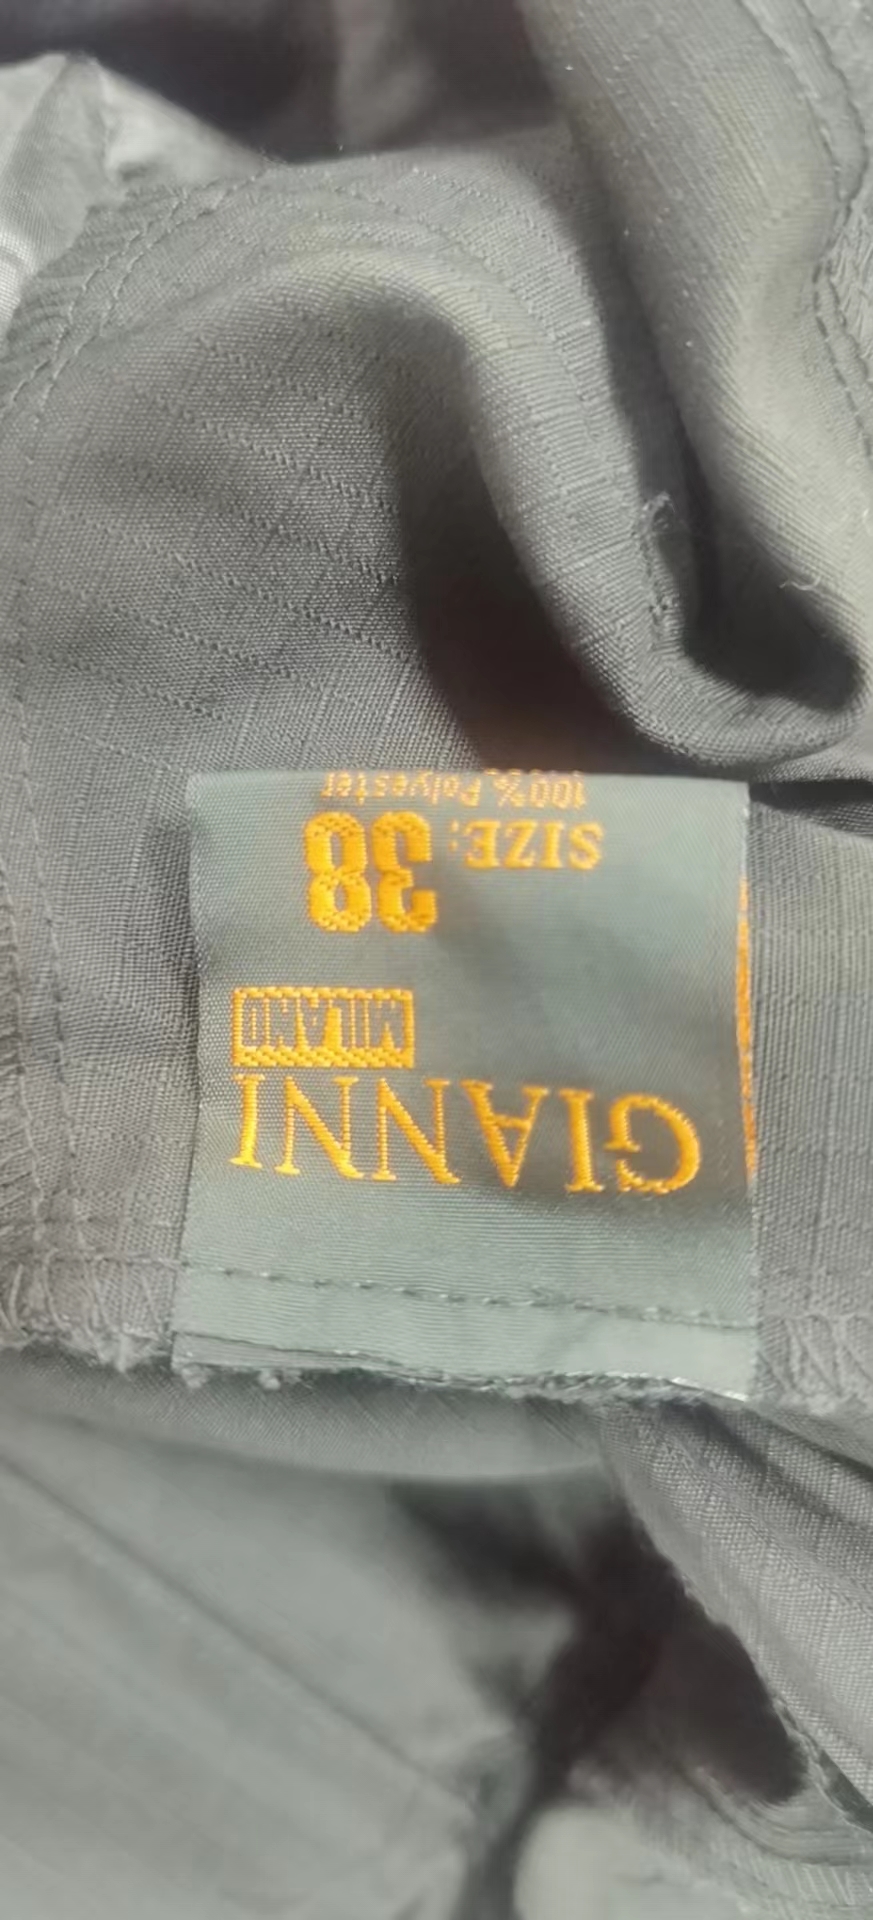 GIANNI
MILANO
SIZE: 38
100% Polyester